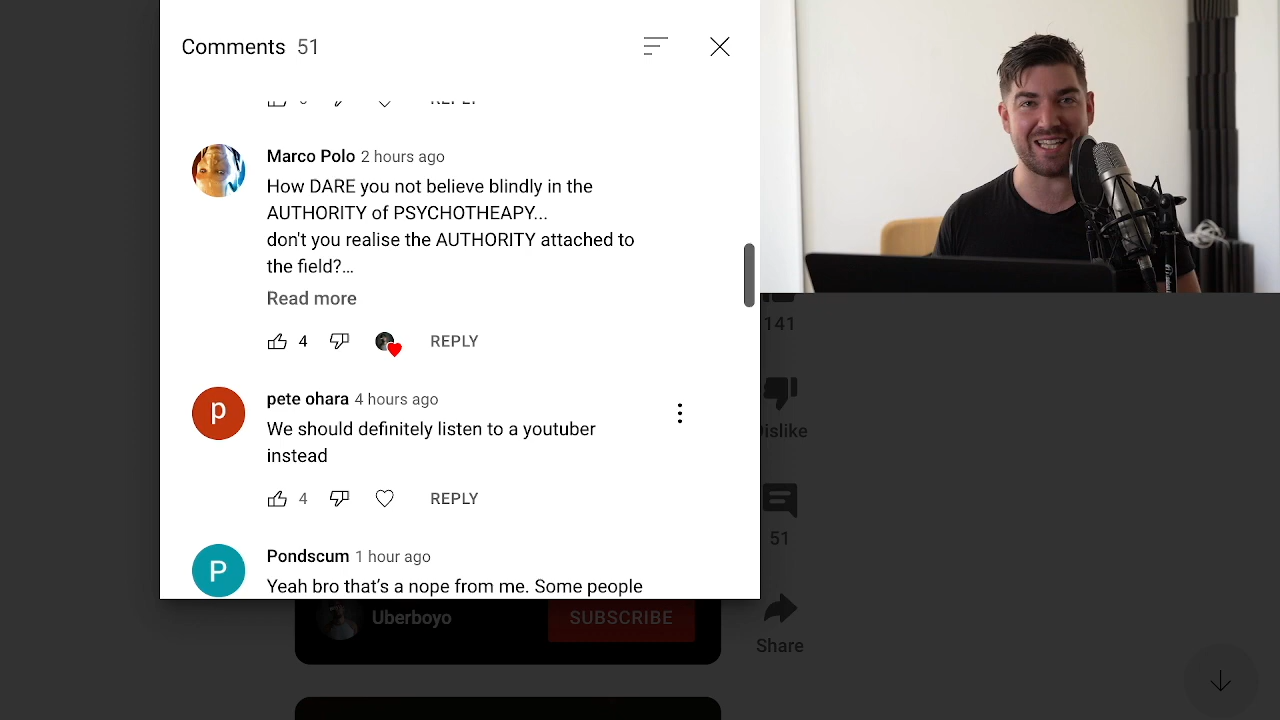 Comments 51
REPLY
Marco Polo 2 hours ago
How DARE you not believe blindly in the
AUTHORITY of PSYCHOTHEAPY...
don't you realise the AUTHORITY attached to
the field?...
Read more
4 REPLY
p
pete ohara 4 hours ago
We should definitely listen to a youtuber
instead
4 REPLY
P
Pondscum 1 hour ago
Yeah bro that's a nope from me. Some people
141
Dislike
51
Share
Uberboyo SUBSCRIBE